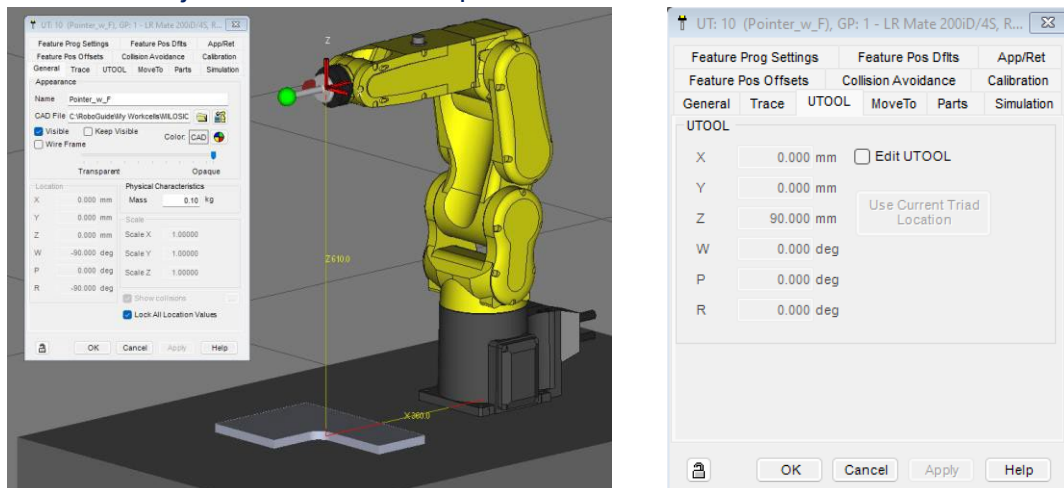 UT: 10 (Pointer_w_F), GP: 1 - LR Mate 200iD/4S, R...
Feature Prog Settings Feature Pos Dflts App/Ret
Feature Pos Offsets Collision Avoidance Calibration
General Trace UTOOL MoveTo Parts Simulation
Appearance
Name Pointer_w_F
CAD File C:\RoboGuide\My Workcells\MILOSIC
Visible Keep Visible Color: CAD
Wire Frame
Transparent Opaque
Location Physical Characteristics
X 0.000 mm Mass 0.10 kg
Y 0.000 mm Scale
Z 0.000 mm Scale X 1.00000
W -90.000 deg Scale Y 1.00000
P 0.000 deg Scale Z 1.00000
R -90.000 deg
Show collisions ...
Lock All Location Values
OK Cancel Apply Help
Z
Z610.0
X360.0
UT: 10 (Pointer_w_F), GP: 1 - LR Mate 200iD/4S, R...
Feature Prog Settings Feature Pos Dflts App/Ret
Feature Pos Offsets Collision Avoidance Calibration
General Trace UTOOL MoveTo Parts Simulation
UTOOL
X 0.000 mm Edit UTOOL
Y 0.000 mm
Use Current Triad
Location
Z 90.000 mm
W 0.000 deg
P 0.000 deg
R 0.000 deg
OK Cancel Apply Help